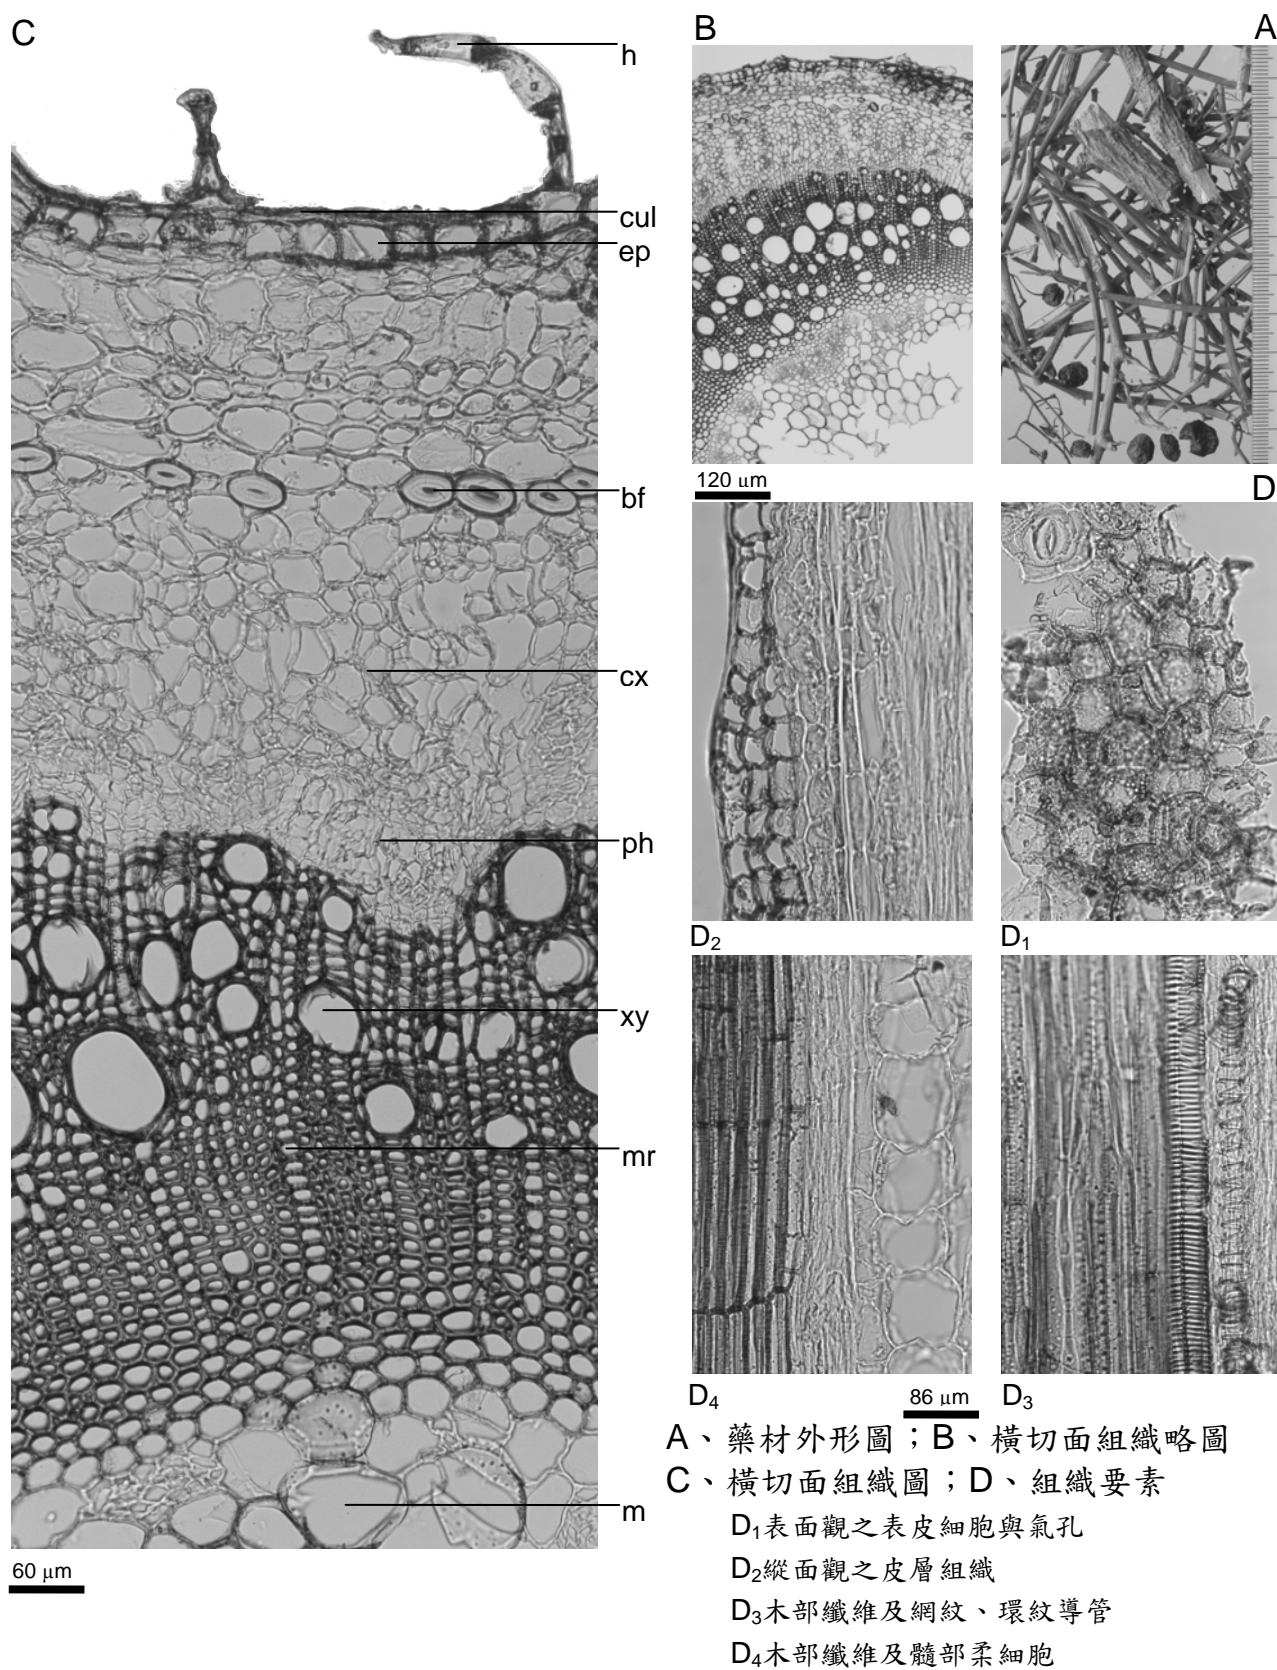 C
h
cul
ep
bf
cx
ph
xy
mr
m
60 μm
B
A
120 μm
D
D2
D1
D4
86 μm
D3
A、藥材外形圖；B、橫切面組織略圖
C、橫切面組織圖；D、組織要素
D1表面觀之表皮細胞與氣孔
D2縱面觀之皮層組織
D3木部纖維及網紋、環紋導管
D4木部纖維及髓部柔細胞